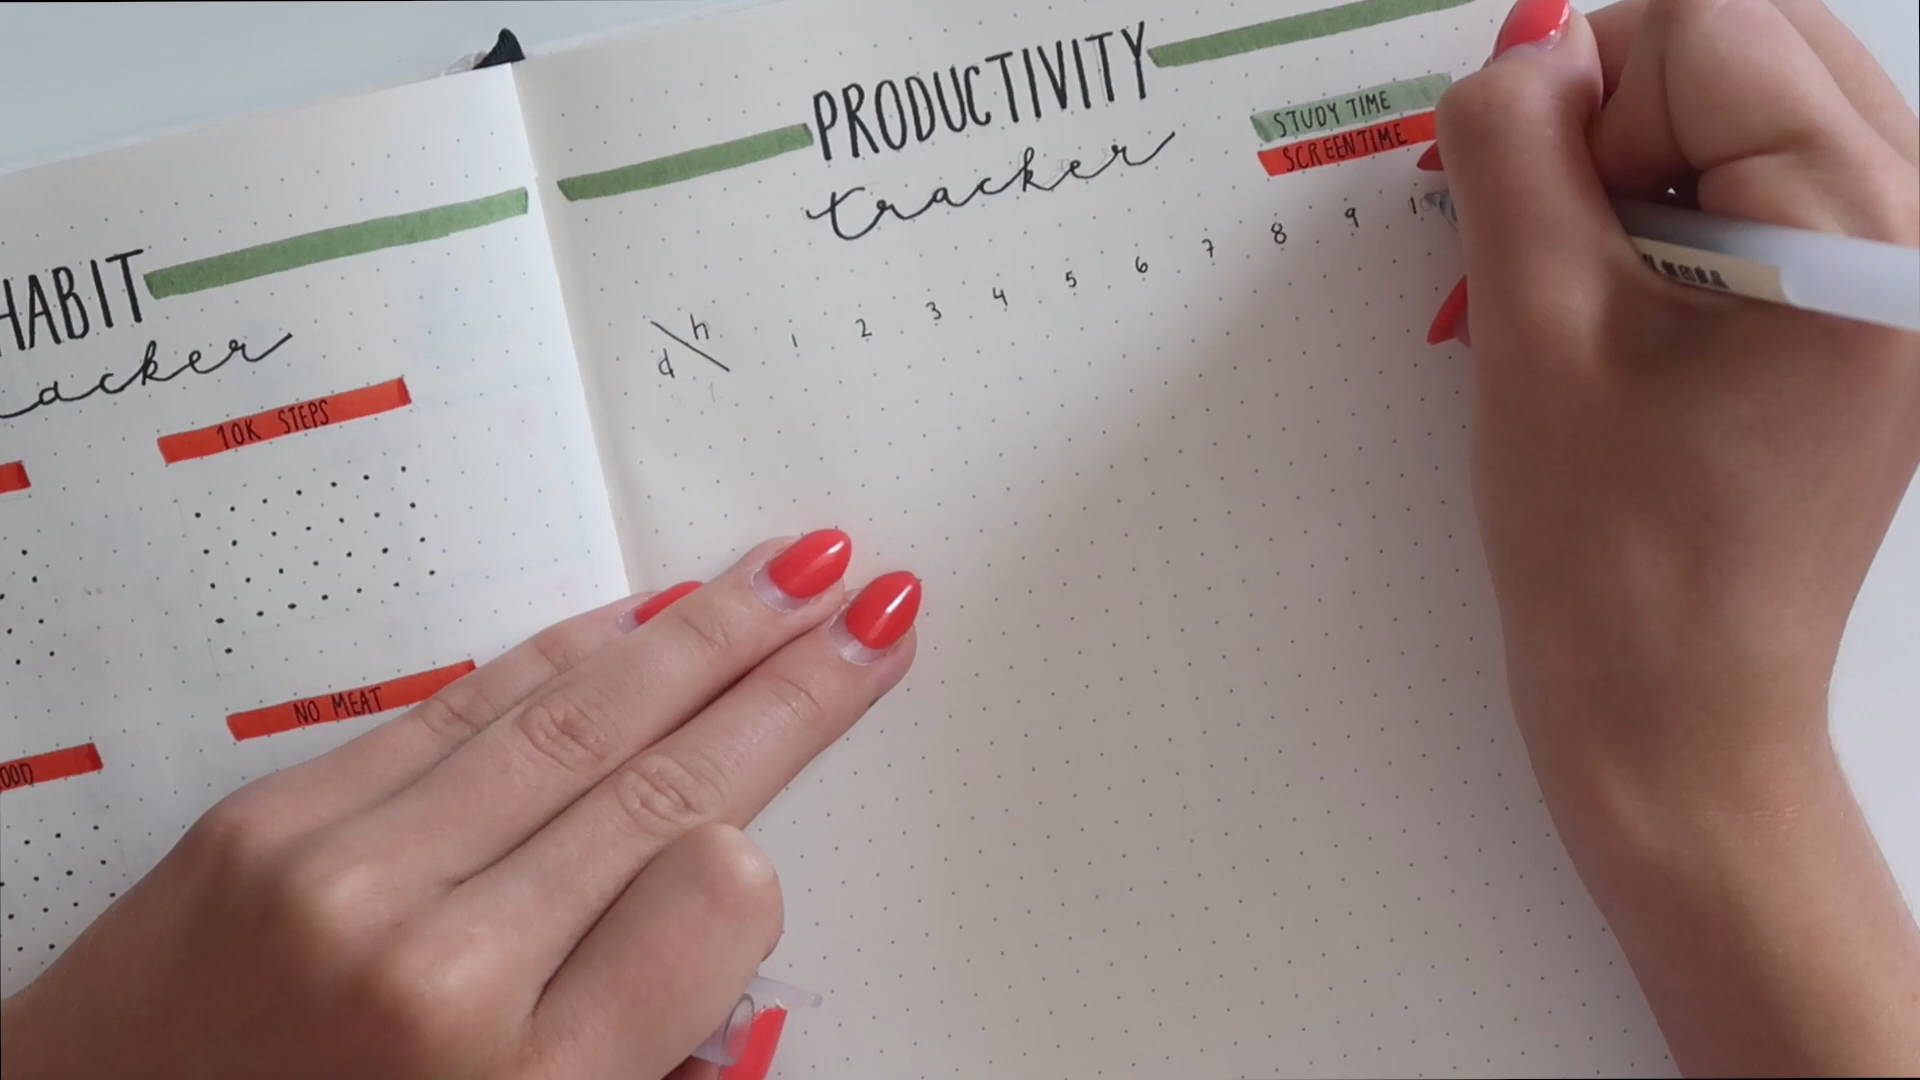 HABIT
acker
10K STEPS
NO MEAT
OOD
PRODUCTIVITY
tracker
STUDY TIME
SCREENTIME
h
d
1 2 3 4 5 6 7 8 9 10